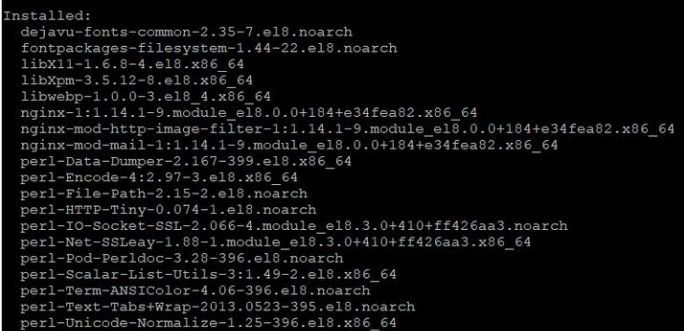 Installed:
dejavu-fonts-common-2.35-7.el8.noarch
fontpackages-filesystem-1.44-22.el8.noarch
libX11-1.6.8-4.el8.x86_64
libXpm-3.5.12-8.el8.x86_64
libwebp-1.0.0-3.el8_4.x86_64
nginx-1:1.14.1-9.module_el8.0.0+184+e34fea82.x86_64
nginx-mod-http-image-filter-1:1.14.1-9.module_el8.0.0+184+e34fea82.x86_64
nginx-mod-mail-1:1.14.1-9.module_el8.0.0+184+e34fea82.x86_64
perl-Data-Dumper-2.167-399.el8.x86_64
perl-Encode-4:2.97-3.el8.x86_64
perl-File-Path-2.15-2.el8.noarch
perl-HTTP-Tiny-0.074-1.el8.noarch
perl-IO-Socket-SSL-2.066-4.module_el8.3.0+410+ff426aa3.noarch
perl-Net-SSLeay-1.88-1.module_el8.3.0+410+ff426aa3.x86_64
perl-Pod-Perldoc-3.28-396.el8.noarch
perl-Scalar-List-Utils-3:1.49-2.el8.x86_64
perl-Term-ANSIColor-4.06-396.el8.noarch
perl-Text-Tabs+Wrap-2013.0523-395.el8.noarch
perl-Unicode-Normalize-1.25-396.el8.x86_64